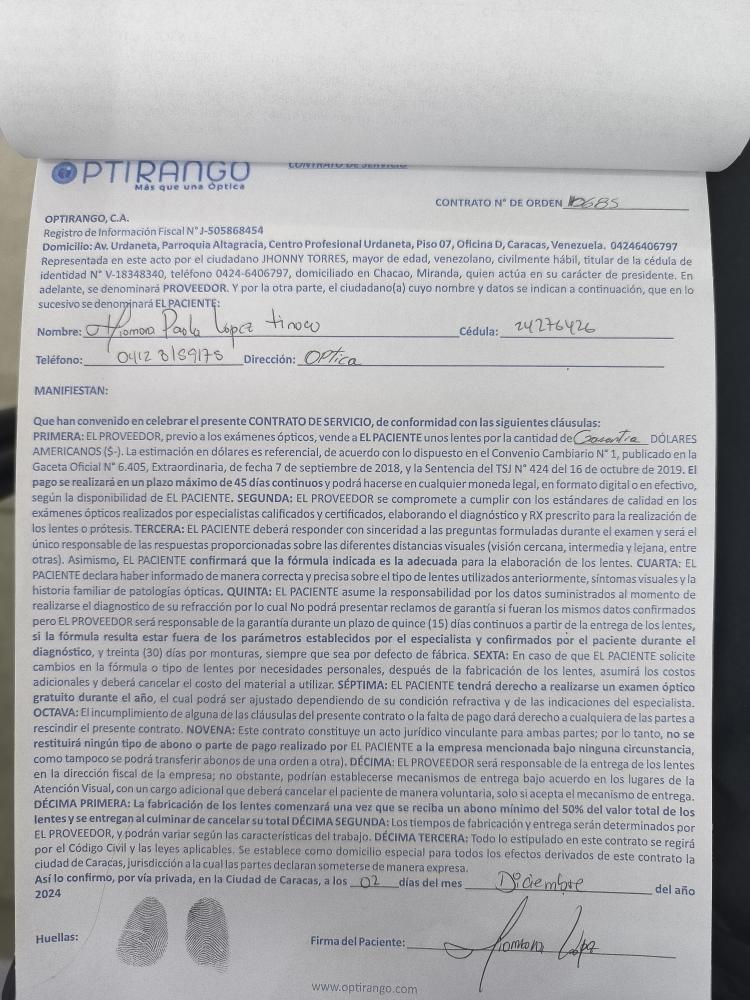 CONTRATO DE SERVICIO
OPTIRANGO
Más que una Óptica
CONTRATO N° DE ORDEN 10685
OPTIRANGO, C.A.
Registro de Información Fiscal N° J-505868454
Domicilio: Av. Urdaneta, Parroquia Altagracia, Centro Profesional Urdaneta, Piso 07, Oficina D, Caracas, Venezuela. 04246406797
Representada en este acto por el ciudadano JHONNY TORRES, mayor de edad, venezolano, civilmente hábil, titular de la cédula de
identidad N° V-18348340, teléfono 0424-6406797, domiciliado en Chacao, Miranda, quien actúa en su carácter de presidente. En
adelante, se denominará PROVEEDOR. Y por la otra parte, el ciudadano(a) cuyo nombre y datos se indican a continuación, que en lo
sucesivo se denominará EL PACIENTE:
Nombre: Paola López tinoco Cédula: 24276426
Teléfono: 0412 8159175 Dirección: OPtica
MANIFIESTAN:
Que han convenido en celebrar el presente CONTRATO DE SERVICIO, de conformidad con las siguientes cláusulas:
PRIMERA: EL PROVEEDOR, previo a los exámenes ópticos, vende a EL PACIENTE unos lentes por la cantidad de Garantia DÓLARES
AMERICANOS ($-). La estimación en dólares es referencial, de acuerdo con lo dispuesto en el Convenio Cambiario N° 1, publicado en la
Gaceta Oficial N° 6.405, Extraordinaria, de fecha 7 de septiembre de 2018, y la Sentencia del TSJ N° 424 del 16 de octubre de 2019. El
pago se realizará en un plazo máximo de 45 días continuos y podrá hacerse en cualquier moneda legal, en formato digital o en efectivo,
según la disponibilidad de EL PACIENTE. SEGUNDA: EL PROVEEDOR se compromete a cumplir con los estándares de calidad en los
exámenes ópticos realizados por especialistas calificados y certificados, elaborando el diagnóstico y RX prescrito para la realización de
los lentes o prótesis. TERCERA: EL PACIENTE deberá responder con sinceridad a las preguntas formuladas durante el examen y será el
único responsable de las respuestas proporcionadas sobre las diferentes distancias visuales (visión cercana, intermedia y lejana, entre
otras). Asimismo, EL PACIENTE confirmará que la fórmula indicada es la adecuada para la elaboración de los lentes. CUARTA: EL
PACIENTE declara haber informado de manera correcta y precisa sobre el tipo de lentes utilizados anteriormente, síntomas visuales y la
historia familiar de patologías ópticas. QUINTA: EL PACIENTE asume la responsabilidad por los datos suministrados al momento de
realizarse el diagnostico de su refracción por lo cual No podrá presentar reclamos de garantía si fueran los mismos datos confirmados
pero EL PROVEEDOR será responsable de la garantía durante un plazo de quince (15) días continuos a partir de la entrega de los lentes,
si la fórmula resulta estar fuera de los parámetros establecidos por el especialista y confirmados por el paciente durante el
diagnóstico, y treinta (30) días por monturas, siempre que sea por defecto de fábrica. SEXTA: En caso de que EL PACIENTE solicite
cambios en la fórmula o tipo de lentes por necesidades personales, después de la fabricación de los lentes, asumirá los costos
adicionales y deberá cancelar el costo del material a utilizar. SÉPTIMA: EL PACIENTE tendrá derecho a realizarse un examen óptico
gratuito durante el año, el cual podrá ser ajustado dependiendo de su condición refractiva y de las indicaciones del especialista.
OCTAVA: El incumplimiento de alguna de las cláusulas del presente contrato o la falta de pago dará derecho a cualquiera de las partes a
rescindir el presente contrato. NOVENA: Este contrato constituye un acto jurídico vinculante para ambas partes; por lo tanto, no se
restituirá ningún tipo de abono o parte de pago realizado por EL PACIENTE a la empresa mencionada bajo ninguna circunstancia,
como tampoco se podrá transferir abonos de una orden a otra). DÉCIMA: EL PROVEEDOR será responsable de la entrega de los lentes
en la dirección fiscal de la empresa; no obstante, podrían establecerse mecanismos de entrega bajo acuerdo en los lugares de la
Atención Visual, con un cargo adicional que deberá cancelar el paciente de manera voluntaria, solo si acepta el mecanismo de entrega.
DÉCIMA PRIMERA: La fabricación de los lentes comenzará una vez que se reciba un abono mínimo del 50% del valor total de los
lentes y se entregan al culminar de cancelar su total DÉCIMA SEGUNDA: Los tiempos de fabricación y entrega serán determinados por
EL PROVEEDOR, y podrán variar según las características del trabajo. DÉCIMA TERCERA: Todo lo estipulado en este contrato se regirá
por el Código Civil y las leyes aplicables. Se establece como domicilio especial para todos los efectos derivados de este contrato la
ciudad de Caracas, jurisdicción a la cual las partes declaran someterse de manera expresa.
Así lo confirmo, por vía privada, en la Ciudad de Caracas, a los 02 días del mes Diciembre del año
2024
Huellas:
Firma del Paciente: López
www.optirango.com